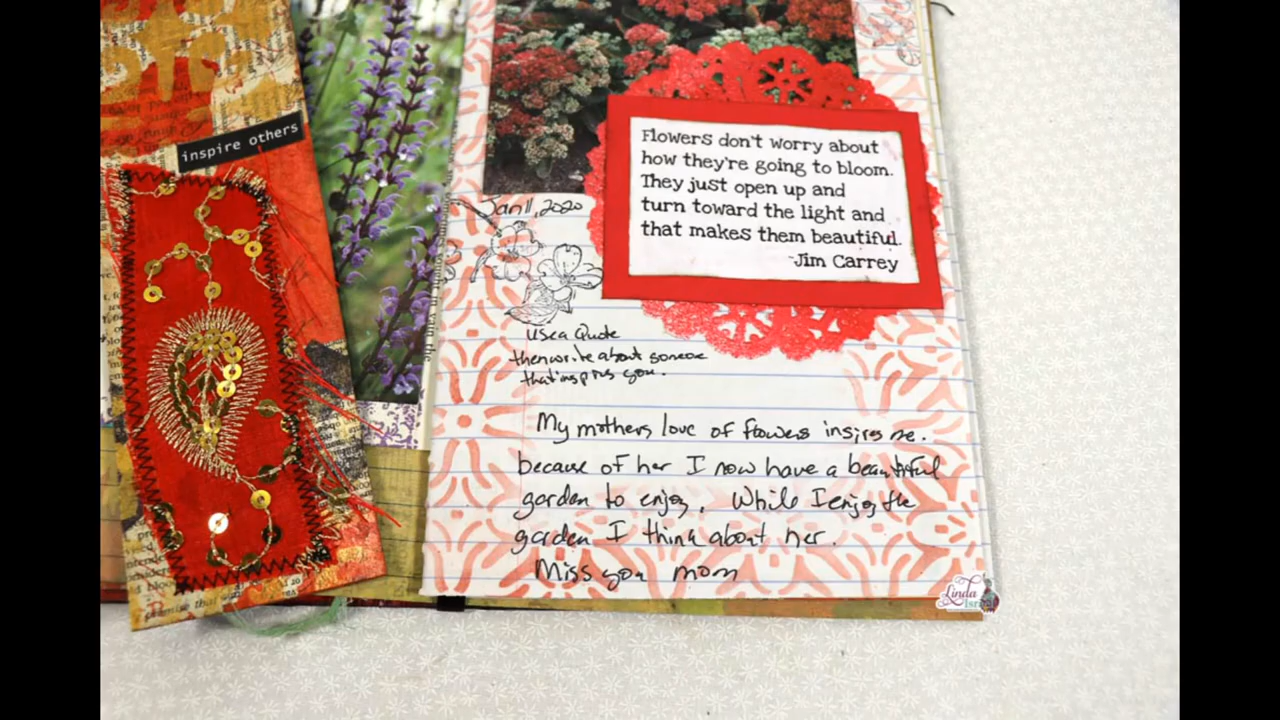 inspire others
Flowers don't worry about
how they're going to bloom.
They just open up and
turn toward the light and
that makes them beautiful.
~Jim Carrey
Jan 11, 2020
Use a Quote
then write about someone
that inspires you.
My mothers love of flowers inspires me.
because of her I now have a beautiful
garden to enjoy. While I enjoy the
garden I think about her.
Miss you mom
Linda
Israel